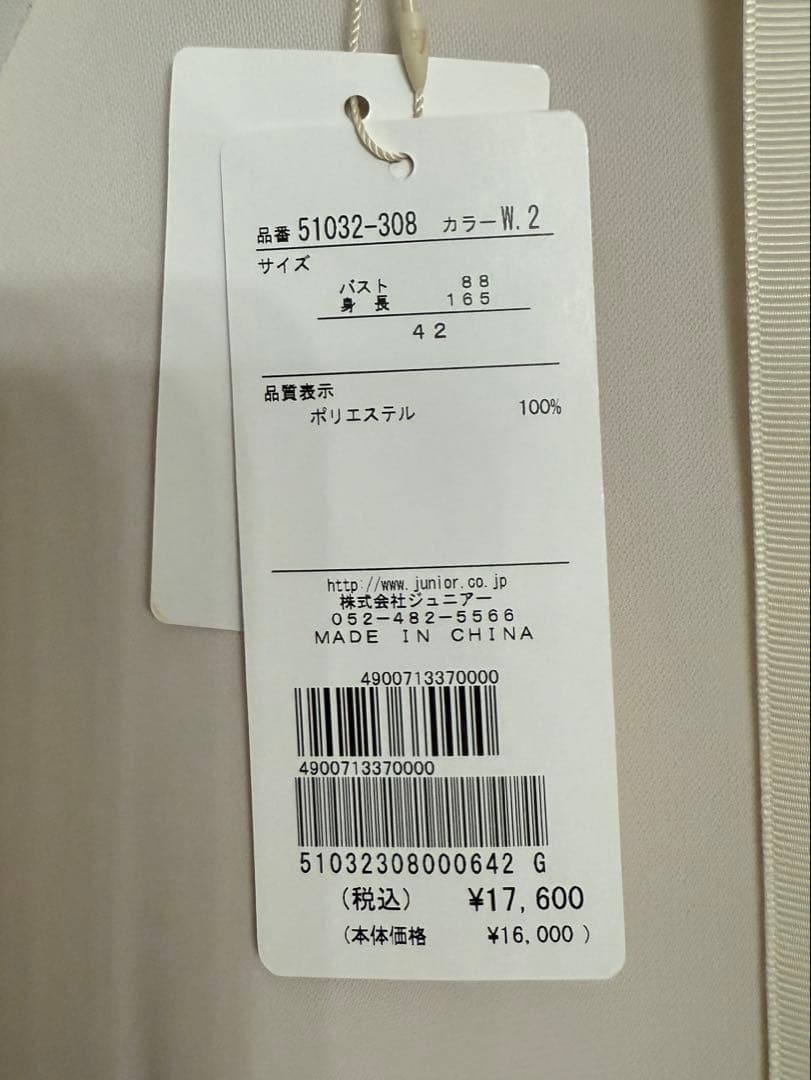 品番 51032-308 カラー W.2
サイズ
バスト 88
身長 165
42
品質表示
ポリエステル 100%
http://www.junior.co.jp
株式会社ジュニアー
052-482-5566
MADE IN CHINA
4900713370000
4900713370000
51032308000642 G
(税込) ¥17,600
(本体価格 ¥16,000 )